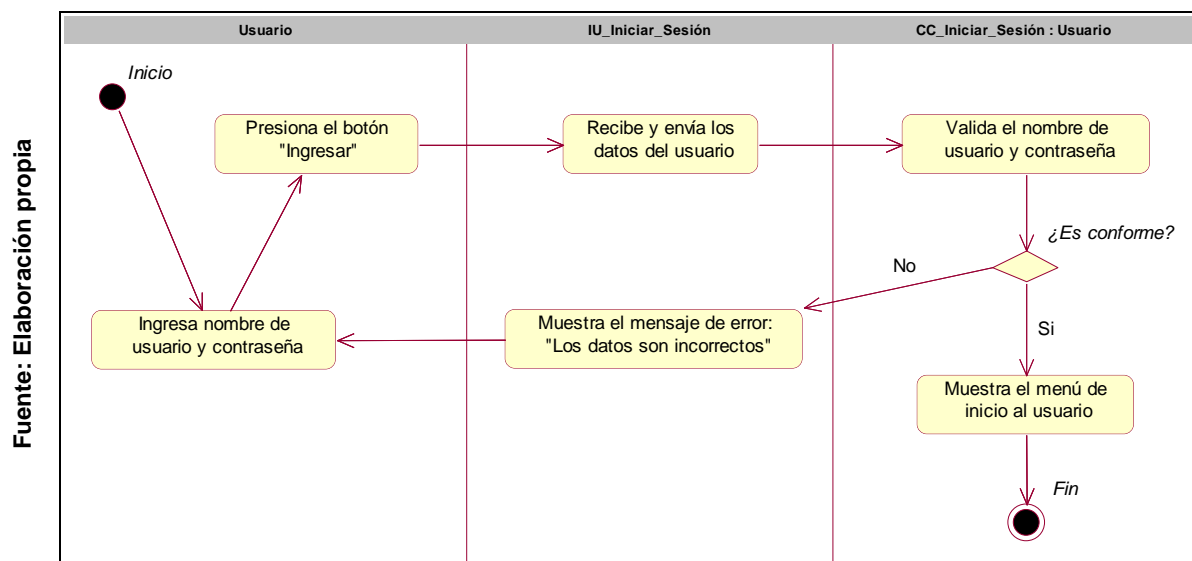 Usuario
IU_Iniciar_Sesión
CC_Iniciar_Sesión : Usuario
Inicio
Presiona el botón
"Ingresar"
Recibe y envía los
datos del usuario
Valida el nombre de
usuario y contraseña
¿Es conforme?
No
Ingresa nombre de
usuario y contraseña
Muestra el mensaje de error:
"Los datos son incorrectos"
Si
Muestra el menú de
inicio al usuario
Fin
Fuente: Elaboración propia